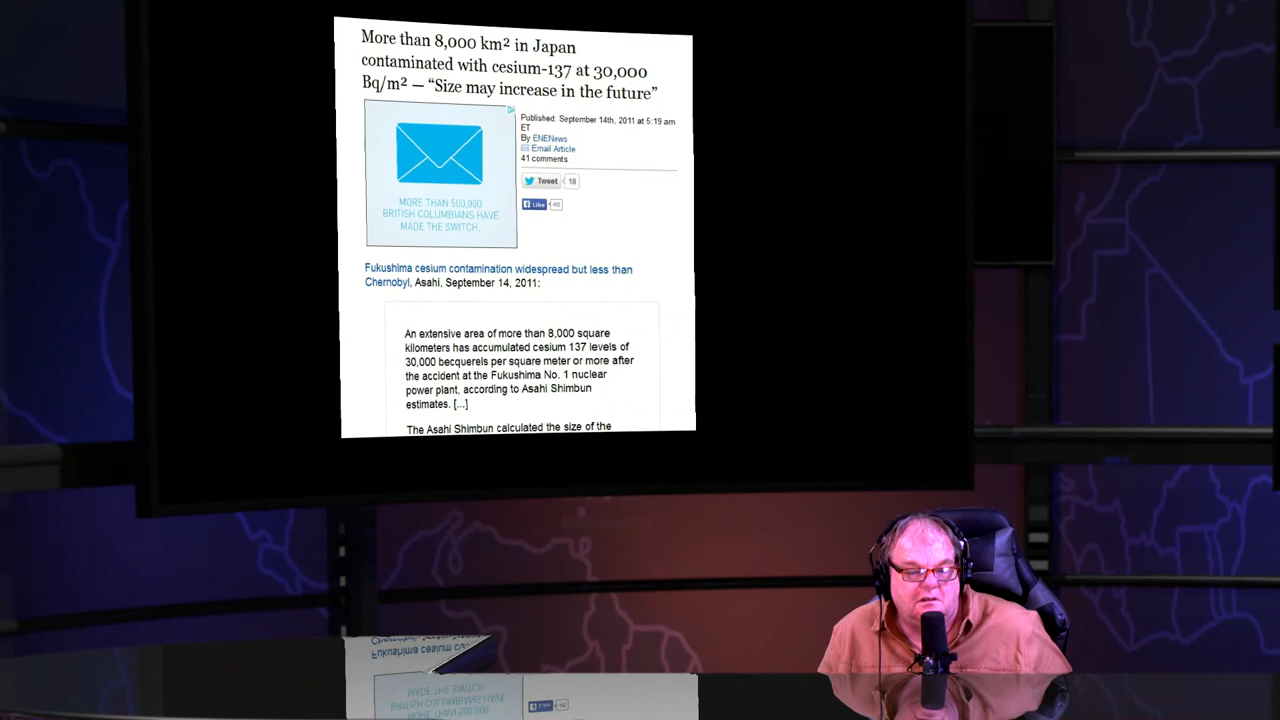 More than 8,000 km² in Japan
contaminated with cesium-137 at 30,000
Bq/m² — “Size may increase in the future”
Published: September 14th, 2011 at 5:19 am
ET
By ENENews
Email Article
41 comments
Tweet 18
Like 40
MORE THAN 500,000
BRITISH COLUMBIANS HAVE
MADE THE SWITCH.
Fukushima cesium contamination widespread but less than
Chernobyl, Asahi, September 14, 2011:
An extensive area of more than 8,000 square
kilometers has accumulated cesium 137 levels of
30,000 becquerels per square meter or more after
the accident at the Fukushima No. 1 nuclear
power plant, according to Asahi Shimbun
estimates. [...]
The Asahi Shimbun calculated the size of the